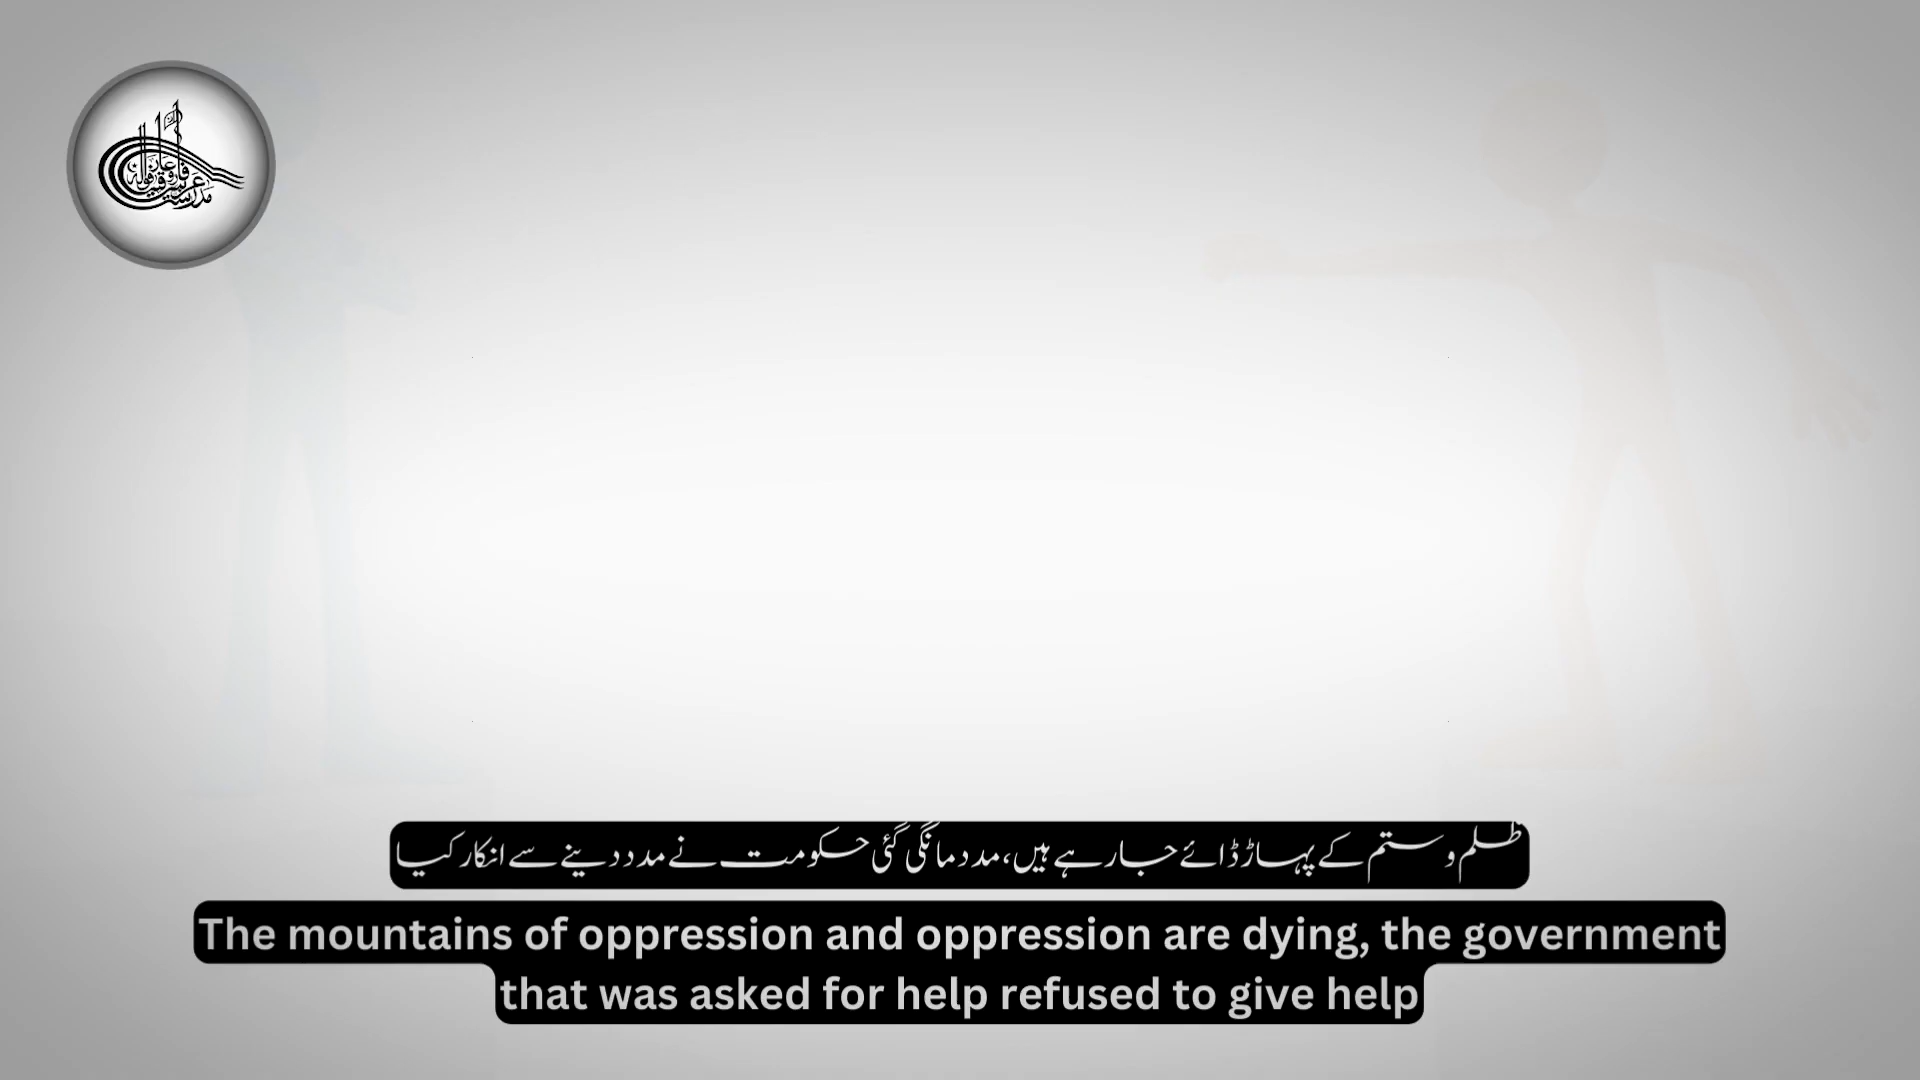 ظلم و ستم کے پہاڑ ڈائے جا رہے ہیں، مدد مانگی گئی حکومت نے مدد دینے سے انکار کیا
The mountains of oppression and oppression are dying, the government
that was asked for help refused to give help